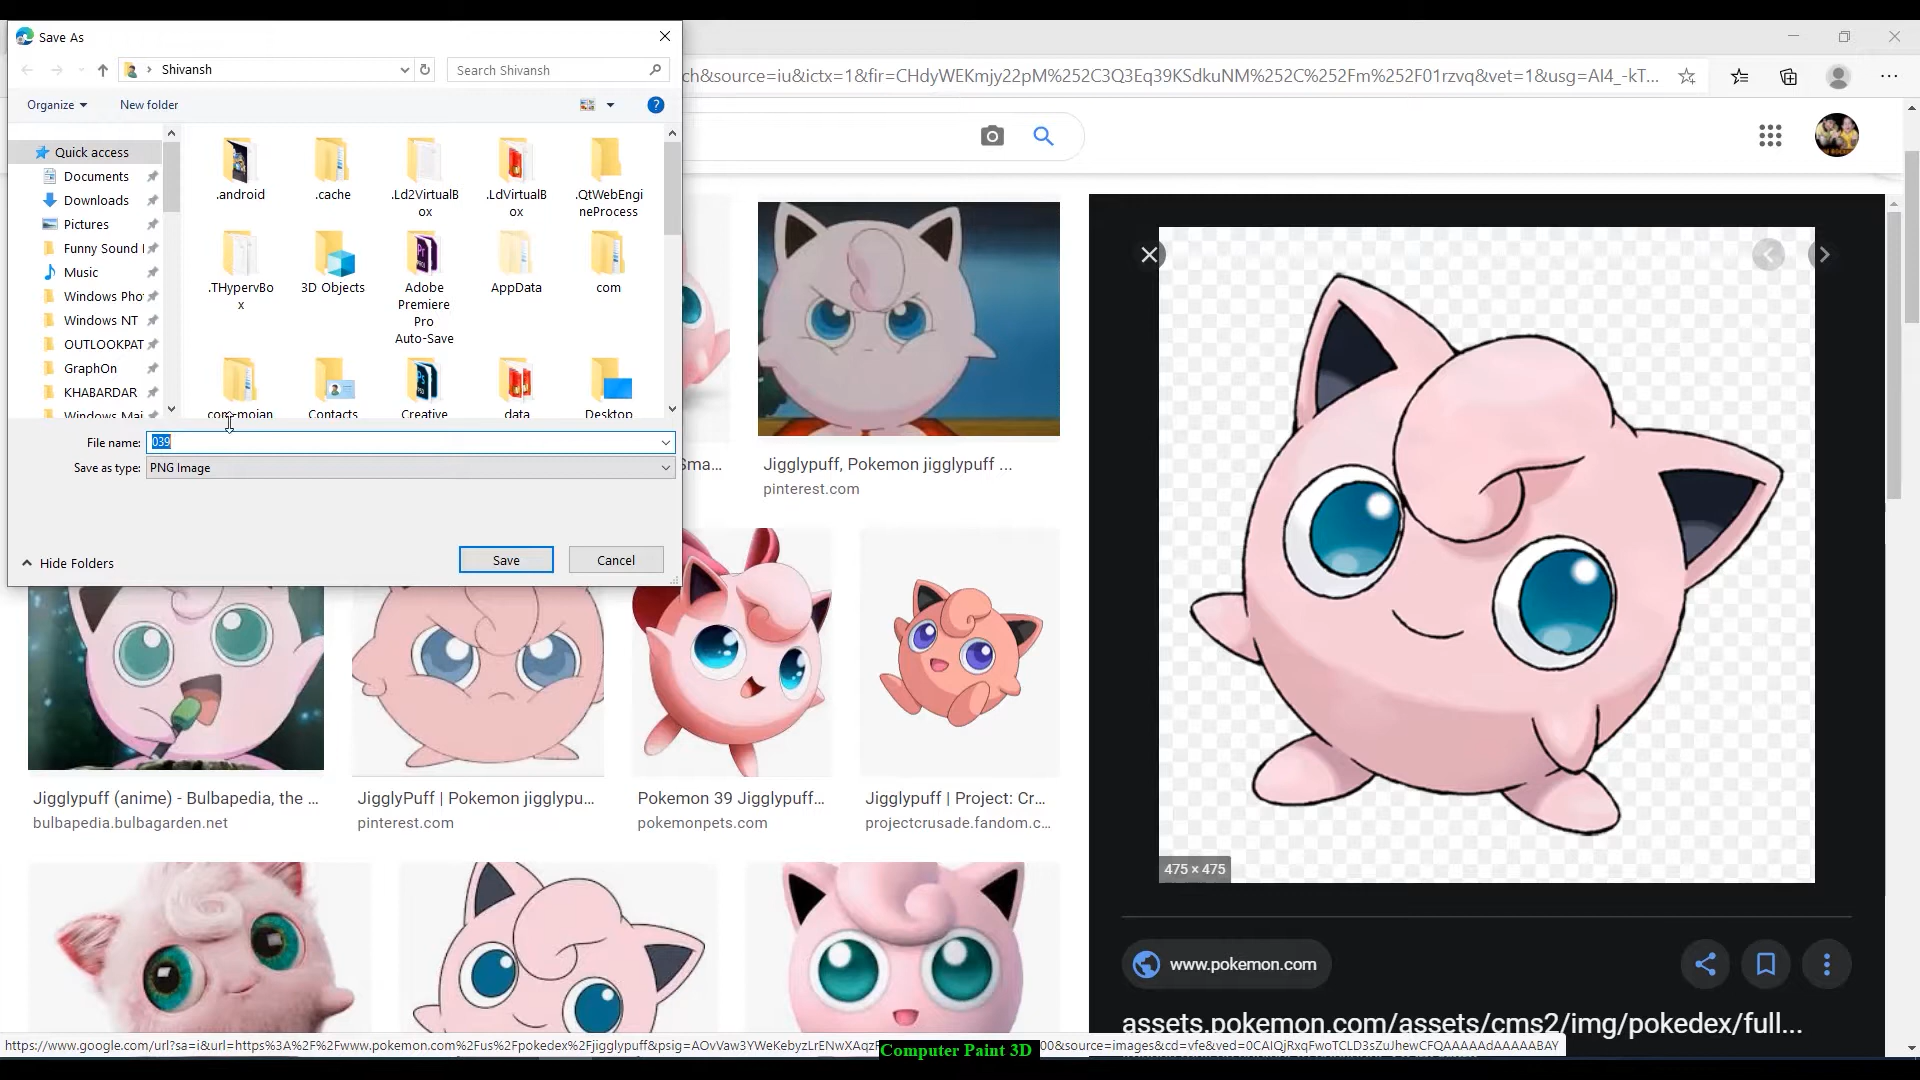 Save As
Shivansh
Search Shivansh
Organize
New folder
Quick access
Documents
Downloads
Pictures
Funny Sound
Music
Windows Pho
Windows NT
OUTLOOKPAT
GraphOn
KHABARDAR
Windows Mai
.android
.cache
.Ld2VirtualB
ox
.LdVirtualB
ox
.QtWebEngi
neProcess
.THypervBo
x
3D Objects
Adobe
Premiere
Pro
Auto-Save
AppData
com
Contacts
Creative
data
Desktop
File name: 039
Save as type: PNG Image
Hide Folders
Save
Cancel
ch&source=iu&ictx=1&fir=CHdyWEKmjy22pM%252C3Q3Eq39KSdkuNM%252C%252Fm%252F01rzvq&vet=1&usg=AI4_-kT...
Sma...
Jigglypuff, Pokemon jigglypuff ...
pinterest.com
Jigglypuff (anime) - Bulbapedia, the ...
bulbapedia.bulbagarden.net
JigglyPuff | Pokemon jigglypu...
pinterest.com
Pokemon 39 Jigglypuff...
pokemonpets.com
Jigglypuff | Project: Cr...
projectcrusade.fandom.c...
475 × 475
www.pokemon.com
assets.pokemon.com/assets/cms2/img/pokedex/full...
Computer Paint 3D